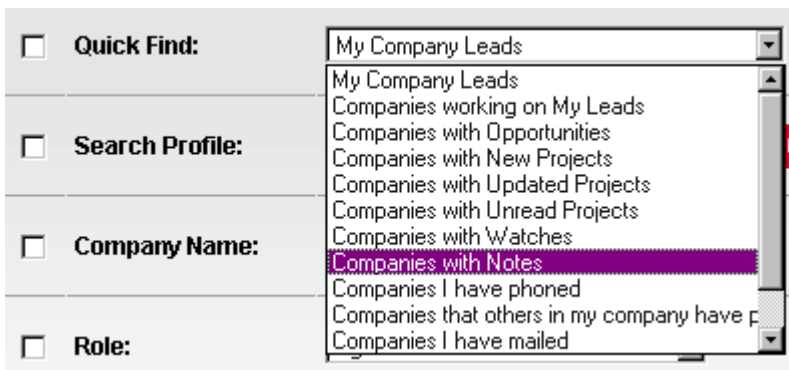 Quick Find:
My Company Leads
My Company Leads
Companies working on My Leads
Companies with Opportunities
Companies with New Projects
Search Profile:
Companies with Updated Projects
Companies with Unread Projects
Companies with Watches
Company Name:
Companies with Notes
Companies I have phoned
Companies that others in my company have
Role:
Companies I have mailed